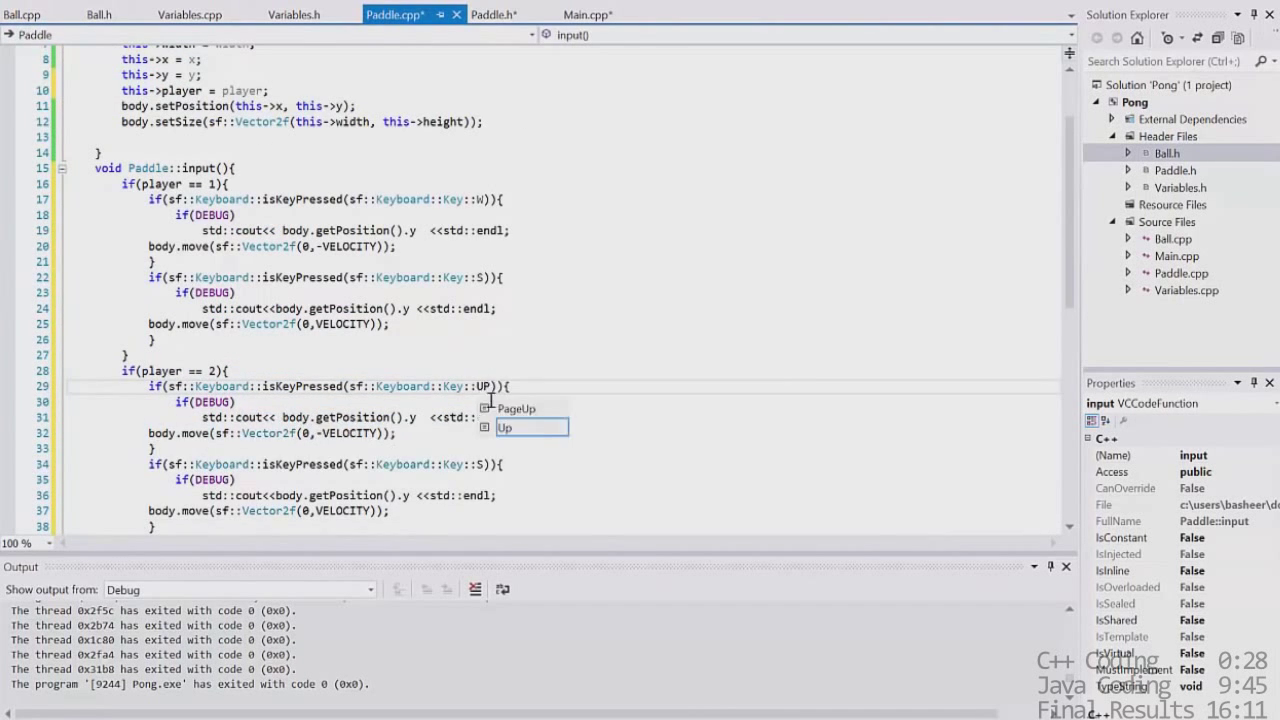 Ball.cpp Ball.h Variables.cpp Variables.h Paddle.cpp* Paddle.h* Main.cpp*
Paddle input()
8 this->x = x;
9 this->y = y;
10 this->player = player;
11 body.setPosition(this->x, this->y);
12 body.setSize(sf::Vector2f(this->width, this->height));
13
14 }
15 void Paddle::input(){
16 if(player == 1){
17 if(sf::Keyboard::isKeyPressed(sf::Keyboard::Key::W)){
18 if(DEBUG)
19 std::cout<< body.getPosition().y <<std::endl;
20 body.move(sf::Vector2f(0,-VELOCITY));
21 }
22 if(sf::Keyboard::isKeyPressed(sf::Keyboard::Key::S)){
23 if(DEBUG)
24 std::cout<<body.getPosition().y <<std::endl;
25 body.move(sf::Vector2f(0,VELOCITY));
26 }
27 }
28 if(player == 2){
29 if(sf::Keyboard::isKeyPressed(sf::Keyboard::Key::UP)){
30 if(DEBUG)
31 std::cout<< body.getPosition().y <<std::
32 body.move(sf::Vector2f(0,-VELOCITY));
33 }
34 if(sf::Keyboard::isKeyPressed(sf::Keyboard::Key::S)){
35 if(DEBUG)
36 std::cout<<body.getPosition().y <<std::endl;
37 body.move(sf::Vector2f(0,VELOCITY));
38 }
PageUp
Up
100 %
Output
Show output from: Debug
The thread 0x2f5c has exited with code 0 (0x0).
The thread 0x2b74 has exited with code 0 (0x0).
The thread 0x1c80 has exited with code 0 (0x0).
The thread 0x2fa4 has exited with code 0 (0x0).
The thread 0x31b8 has exited with code 0 (0x0).
The program '[9244] Pong.exe' has exited with code 0 (0x0).
Solution Explorer
Search Solution Explorer (Ctrl+;)
Solution 'Pong' (1 project)
Pong
External Dependencies
Header Files
Ball.h
Paddle.h
Variables.h
Resource Files
Source Files
Ball.cpp
Main.cpp
Paddle.cpp
Variables.cpp
Properties
input VCCodeFunction
C++
(Name) input
Access public
CanOverride False
File c:\users\basheer\do
FullName Paddle::input
IsConstant False
IsInjected False
IsInline False
IsOverloaded False
IsSealed False
IsShared False
IsTemplate False
IsVirtual False
MustImplement False
TypeString void
C++
C++ Coding 0:28
Java Coding 9:45
Final Results 16:11